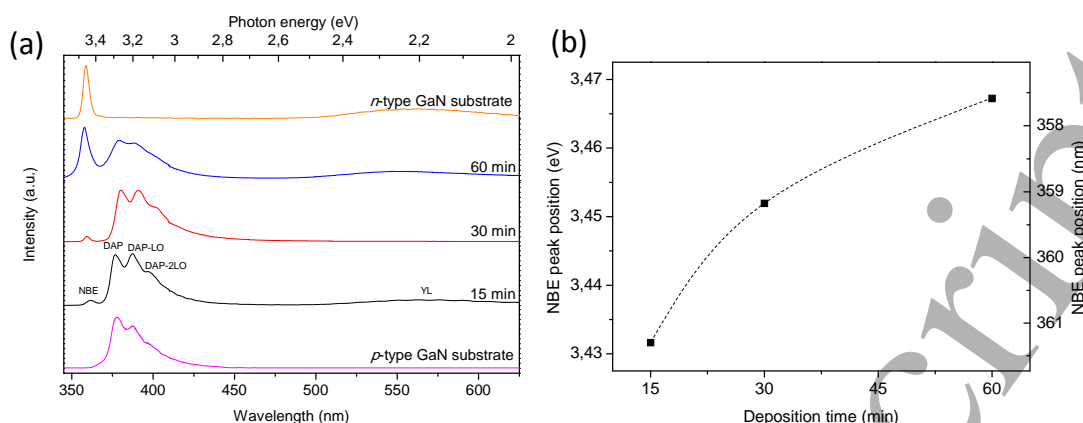 (a)
Photon energy (eV)
3,4 3,2 3 2,8 2,6 2,4 2,2 2
n-type GaN substrate
60 min
30 min
DAP DAP-LO
DAP-2LO
NBE YL 15 min
p-type GaN substrate
Intensity (a.u.)
350 400 450 500 550 600
Wavelength (nm)
(b)
3,47
3,46
3,45
3,44
3,43
NBE peak position (eV)
358
359
360
361
NBE peak position (nm)
15 30 45 60
Deposition time (min)